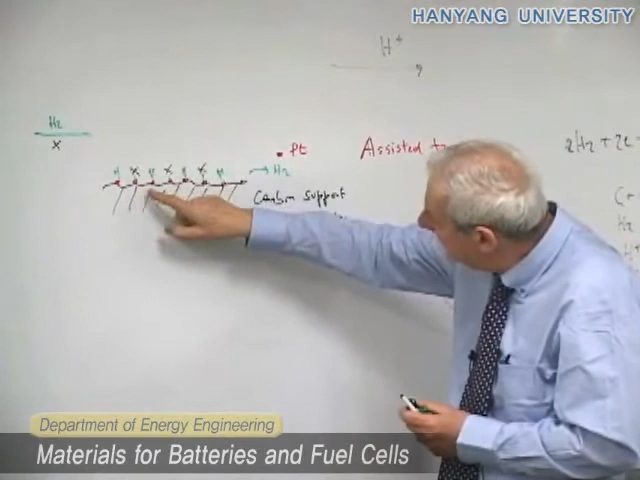 HANYANG UNIVERSITY
H+
H2
x
Pt
Assisted
→ H2
Carbon support
2H2 +
H2
Department of Energy Engineering
Materials for Batteries and Fuel Cells